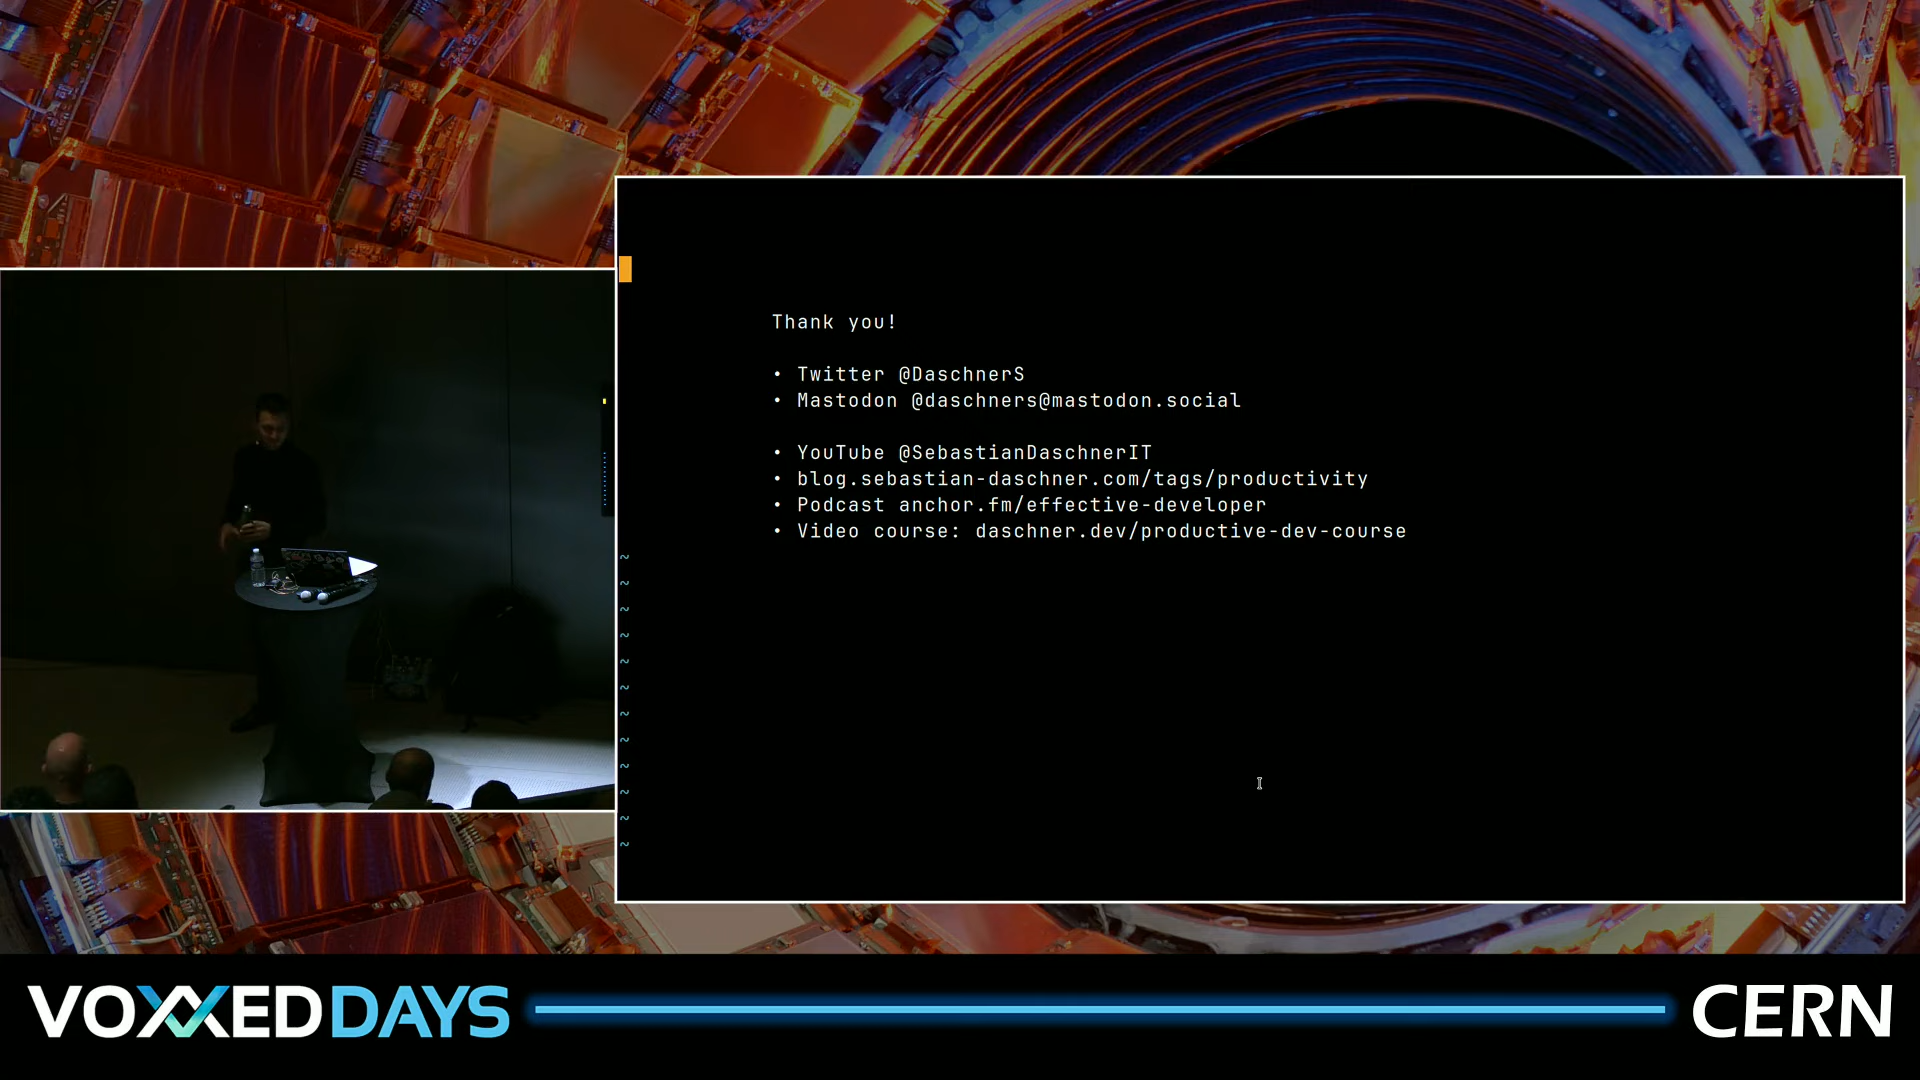 Thank you!
• Twitter @DaschnerS
• Mastodon @daschners@mastodon.social
• YouTube @SebastianDaschnerIT
• blog.sebastian-daschner.com/tags/productivity
• Podcast anchor.fm/effective-developer
• Video course: daschner.dev/productive-dev-course
~
~
~
~
~
~
~
~
~
~
~
~
VOXXEDDAYS
CERN